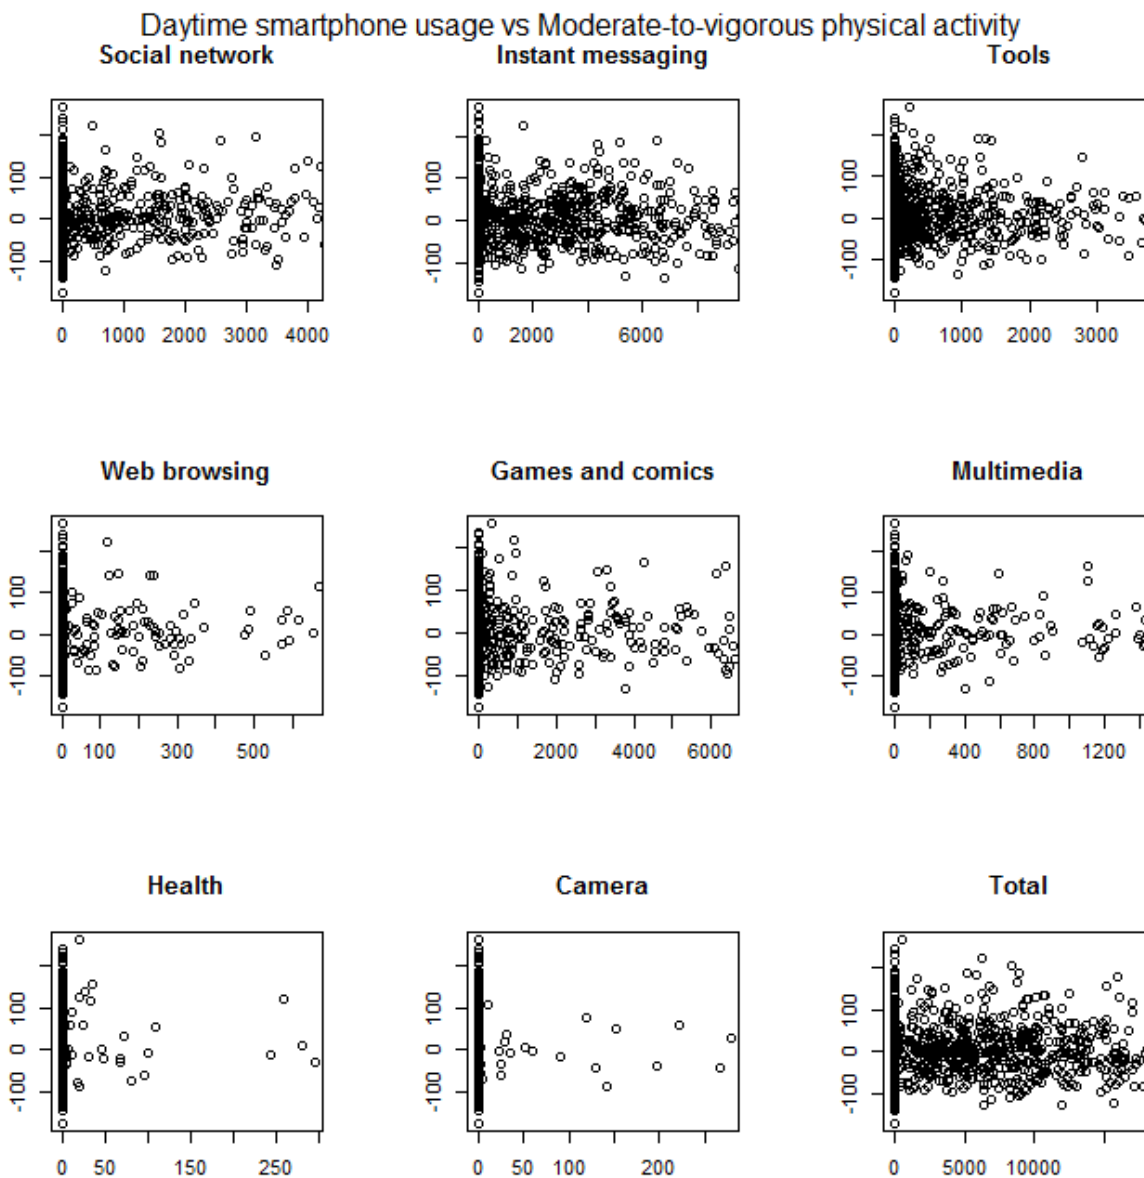 Daytime smartphone usage vs Moderate-to-vigorous physical activity
Social network
Instant messaging
Tools
100
0
-100
0 1000 2000 3000 4000
100
0
-100
0 2000 6000
100
0
-100
0 1000 2000 3000
Web browsing
Games and comics
Multimedia
100
0
-100
0 100 300 500
100
0
-100
0 2000 4000 6000
100
0
-100
0 400 800 1200
Health
Camera
Total
100
0
-100
0 50 150 250
100
0
-100
0 50 100 200
100
0
-100
0 5000 10000